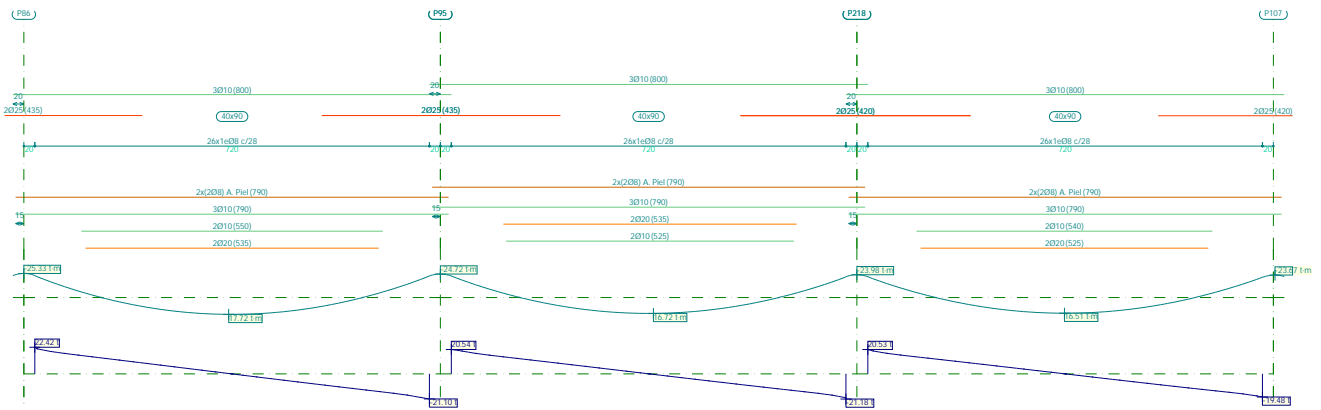 P86 P95 P218 P107
3Ø10(800)
20
3Ø10(800) 3Ø10(800)
20 20
2Ø25(435) 2Ø25(435) 2Ø25(420) 2Ø25(420)
40x90 40x90 40x90
26x1eØ8 c/28 26x1eØ8 c/28 26x1eØ8 c/28
20 720 20 20 720 20 20 720 20
2x(2Ø8) A. Piel (790)
2x(2Ø8) A. Piel (790) 2x(2Ø8) A. Piel (790)
3Ø10(790)
3Ø10(790) 3Ø10(790)
15 15 15
2Ø20(535)
2Ø10(550) 2Ø10(540)
2Ø10(525)
2Ø20(535) 2Ø20(525)
-25.33 t·m -24.72 t·m -23.98 t·m -23.67 t·m
17.72 t·m 16.72 t·m 16.51 t·m
22.42 t 20.54 t 20.53 t
-21.10 t -21.18 t -19.48 t